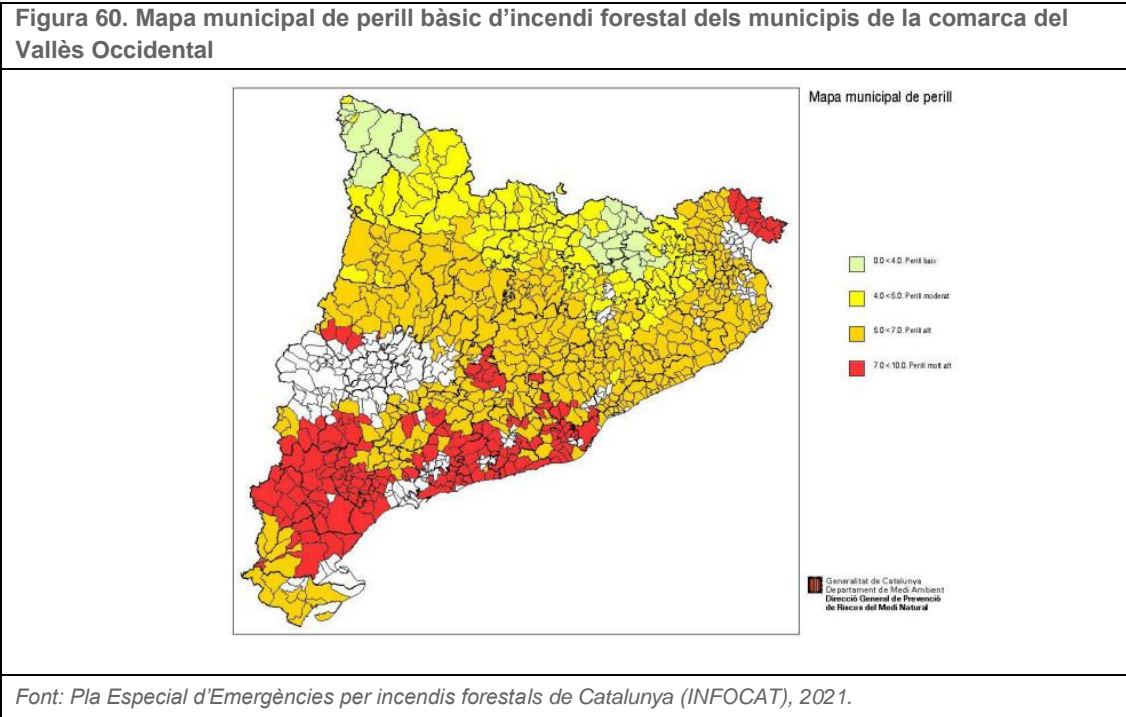 Figura 60. Mapa municipal de perill bàsic d'incendi forestal dels municipis de la comarca del
Vallès Occidental
Mapa municipal de perill
0.0 < 4.0. Perill baix
4.0 < 5.0. Perill moderat
5.0 < 7.0. Perill alt
7.0 < 10.0. Perill molt alt
Generalitat de Catalunya
Departament de Medi Ambient
Direcció General de Prevenció
de Riscos del Medi Natural
Font: Pla Especial d'Emergències per incendis forestals de Catalunya (INFOCAT), 2021.